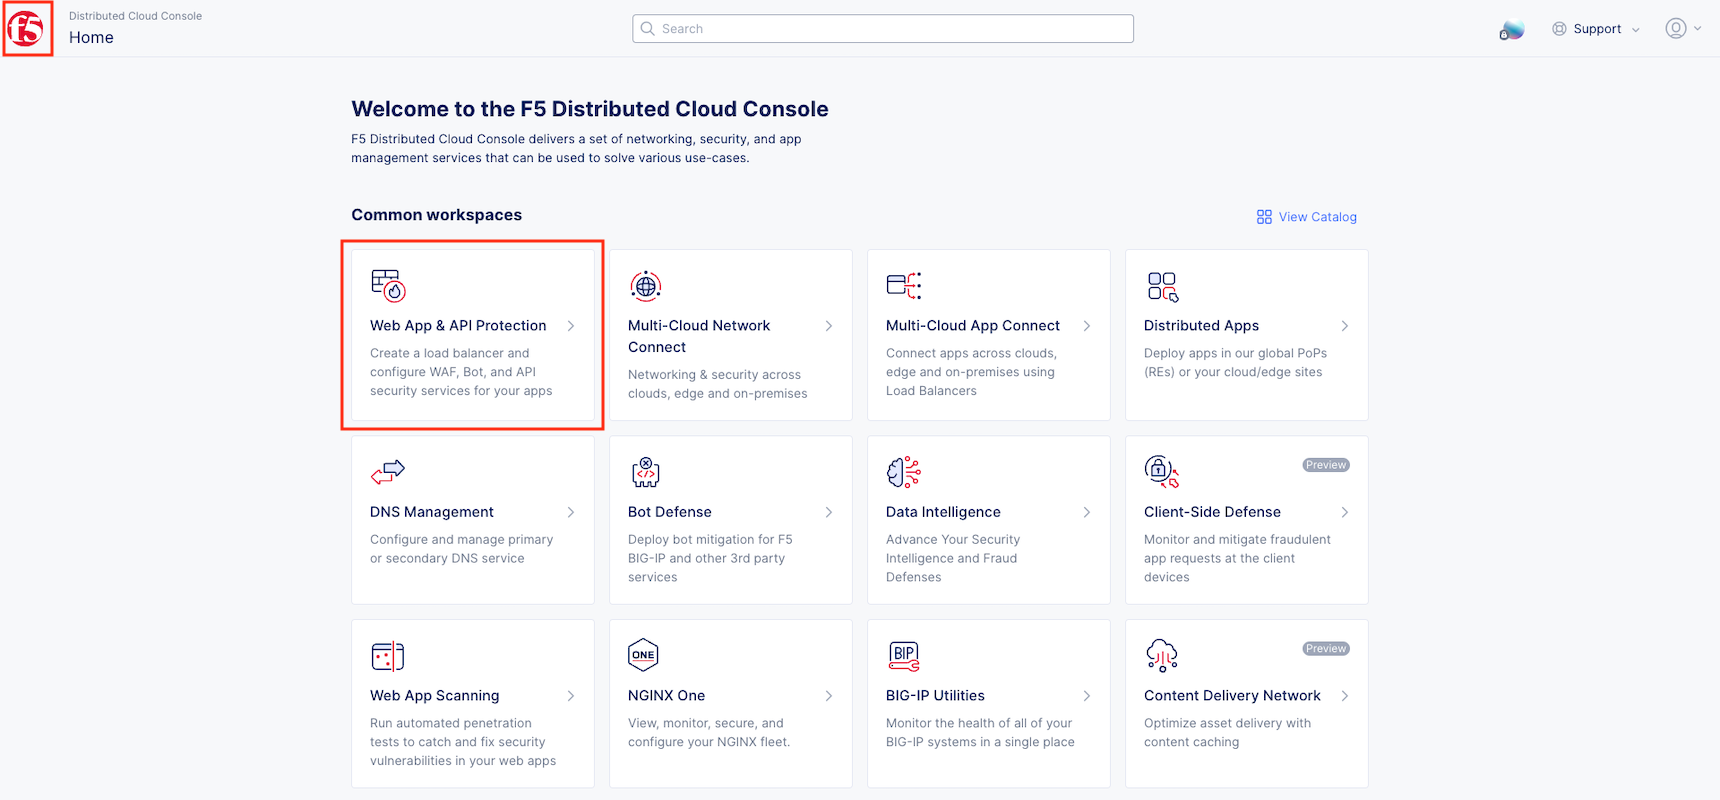 f5
Distributed Cloud Console
Home
Search
Support
Welcome to the F5 Distributed Cloud Console
F5 Distributed Cloud Console delivers a set of networking, security, and app
management services that can be used to solve various use-cases.
Common workspaces
View Catalog
Web App & API Protection
Create a load balancer and
configure WAF, Bot, and API
security services for your apps
Multi-Cloud Network
Connect
Networking & security across
clouds, edge and on-premises
Multi-Cloud App Connect
Connect apps across clouds,
edge and on-premises using
Load Balancers
Distributed Apps
Deploy apps in our global PoPs
(REs) or your cloud/edge sites
DNS Management
Configure and manage primary
or secondary DNS service
Bot Defense
Deploy bot mitigation for F5
BIG-IP and other 3rd party
services
Data Intelligence
Advance Your Security
Intelligence and Fraud
Defenses
Preview
Client-Side Defense
Monitor and mitigate fraudulent
app requests at the client
devices
Web App Scanning
Run automated penetration
tests to catch and fix security
vulnerabilities in your web apps
ONE
NGINX One
View, monitor, secure, and
configure your NGINX fleet.
BIP
BIG-IP Utilities
Monitor the health of all of your
BIG-IP systems in a single place
Preview
Content Delivery Network
Optimize asset delivery with
content caching